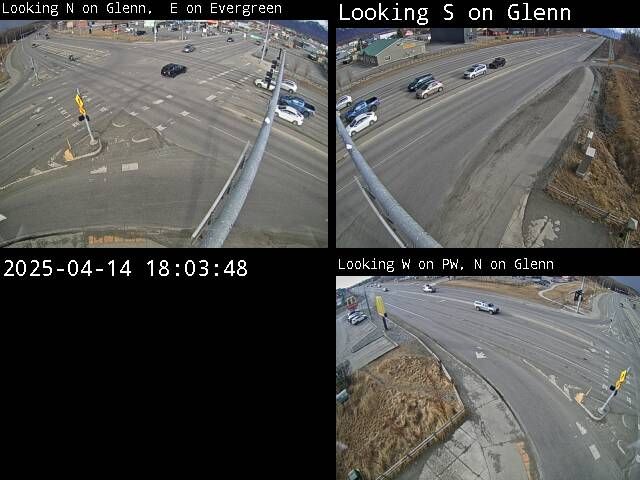 Looking N on Glenn,  E on Evergreen
Looking S on Glenn
2025-04-14 18:03:48
Looking W on PW, N on Glenn